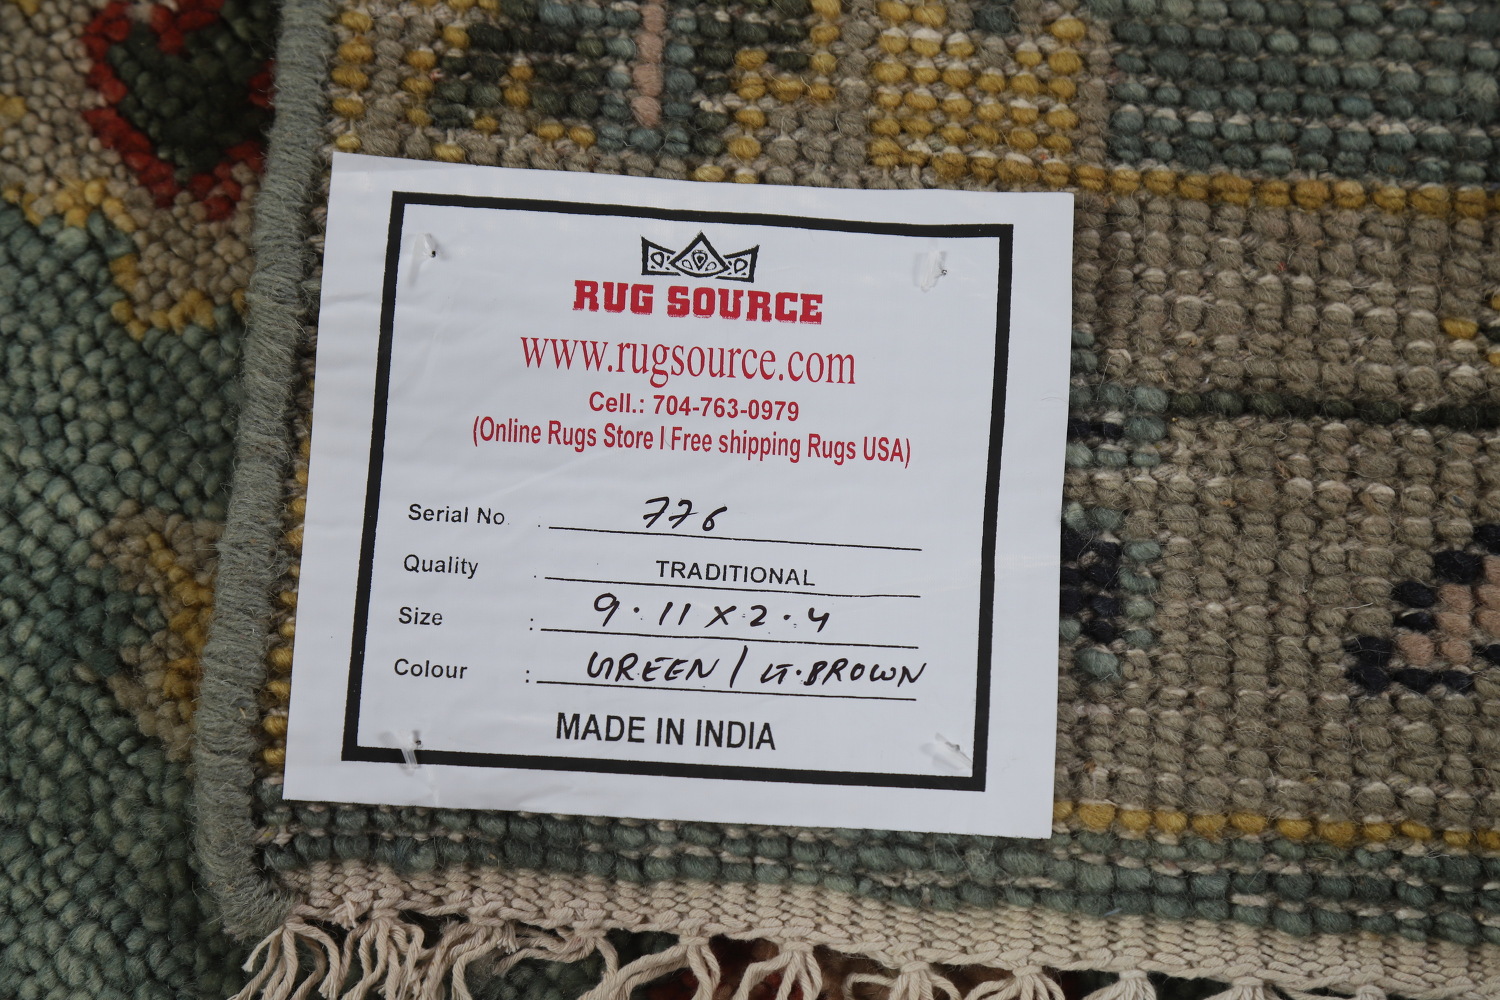 RUG SOURCE
www.rugsource.com
Cell.: 704-763-0979
(Online Rugs Store I Free shipping Rugs USA)
Serial No. 776
Quality . TRADITIONAL
Size : 9.11 X 2.4
Colour : GREEN / LT. BROWN
MADE IN INDIA